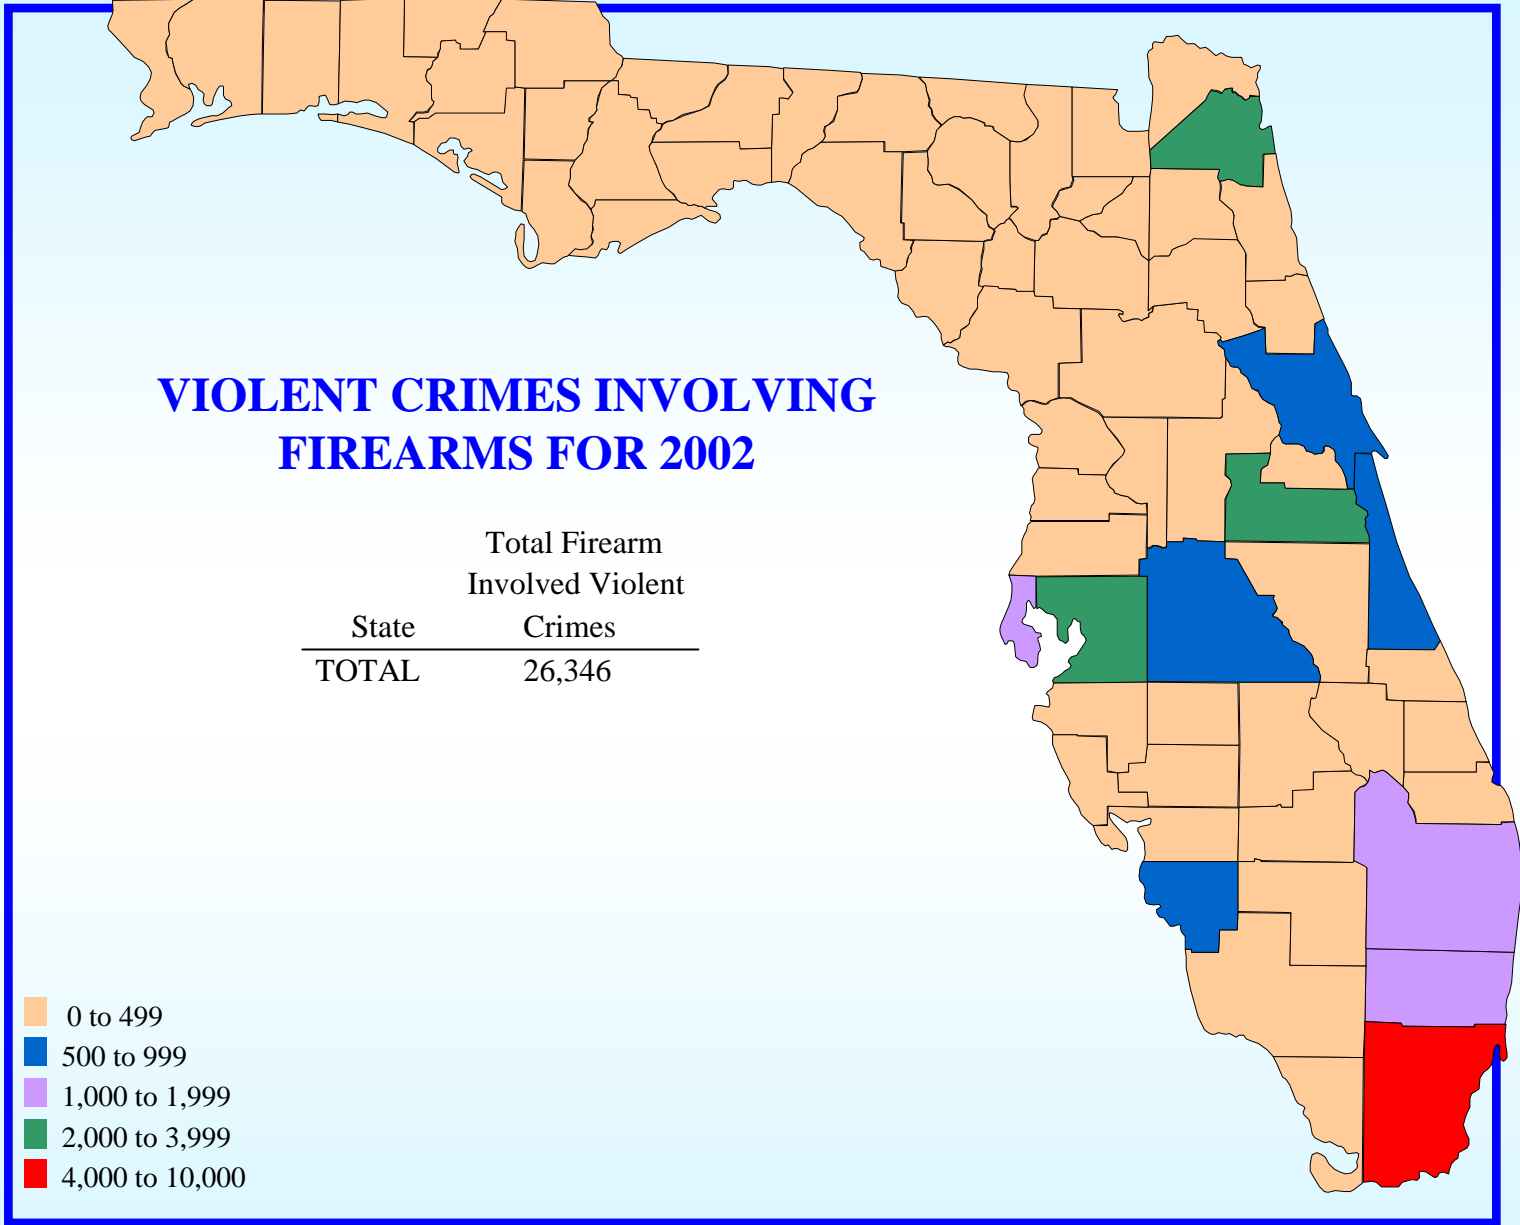 VIOLENT CRIMES INVOLVING
FIREARMS FOR 2002
Total Firearm
Involved Violent
State Crimes
TOTAL 26,346
0 to 499
500 to 999
1,000 to 1,999
2,000 to 3,999
4,000 to 10,000